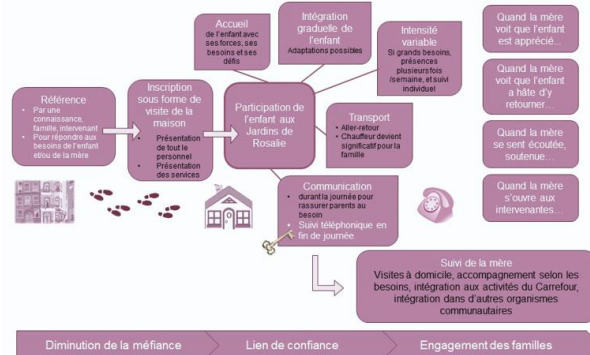 Référence
• Par une
connaissance,
famille, intervenant
• Pour répondre aux
besoins de l'enfant
et/ou de la mère
Inscription
sous forme de
visite de la
maison
• Présentation
de tout le
personnel
• Présentation
des services
Accueil
de l'enfant avec
ses forces, ses
besoins et ses
défis
Intégration
graduelle de
l'enfant
Adaptations possibles
Intensité
variable
Si grands besoins,
présences
plusieurs fois
/semaine, et suivi
individuel
Participation de
l'enfant aux
Jardins de
Rosalie
Transport
• Aller-retour
• Chauffeur devient
significatif pour la
famille
Communication
• durant la journée pour
rassurer parents au
besoin
• Suivi téléphonique en
fin de journée
Quand la mère
voit que l'enfant
est apprécié...
Quand la mère
voit que l'enfant
a hâte d'y
retourner…
Quand la mère
se sent écoutée,
soutenue…
Quand la mère
s'ouvre aux
intervenantes…
Suivi de la mère
Visites à domicile, accompagnement selon les
besoins, intégration aux activités du Carrefour,
intégration dans d'autres organismes
communautaires
Diminution de la méfiance
Lien de confiance
Engagement des familles